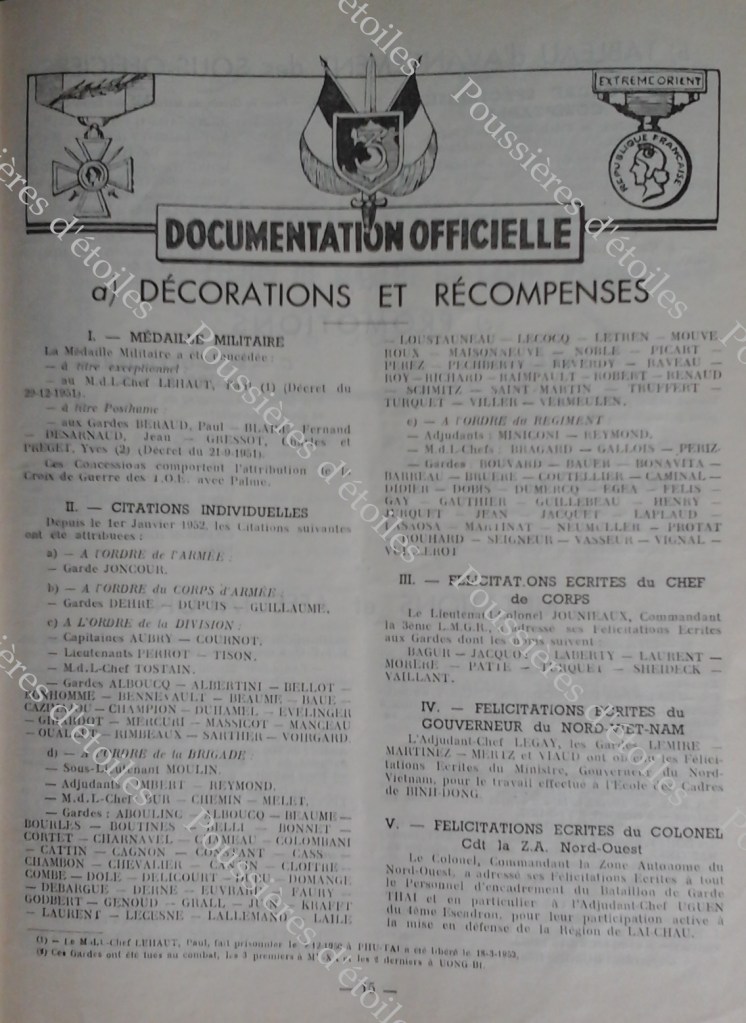 EXTREMEORIENT
REPUBLIQUE FRANÇAISE
3
DOCUMENTATION OFFICIELLE
a) DÉCORATIONS ET RÉCOMPENSES
I. — MÉDAILLE MILITAIRE
La Médaille Militaire a été concédée :
— à titre exceptionnel
— au M.d.l-Chef LEHAUT, Paul (1) (Décret du
29-12-1951).
— à titre Posthume
— aux Gardes BERAUD, Paul — Fernand
— DESARNAUD, Jean — GRESSOT, Charles et
PREGET, Yves (2) (Décret du 21-9-1951).
Ces Concessions comportent l'attribution de la
Croix de Guerre des T.O.E. avec Palme.
II. — CITATIONS INDIVIDUELLES
Depuis le 1er Janvier 1952, les Citations suivantes
ont été attribuées :
a) — A l'ORDRE de l'ARMÉE :
— Garde JONCOUR.
b) — A l'ORDRE du CORPS d'ARMÉE :
— Gardes DEHRE — DUPUIS — GUILLAUME.
c) A L'ORDRE de la DIVISION :
— Capitaines AUBRY — COURNOT.
— Lieutenants PERROT — TISON.
— M.d.L-Chef TOSTAIN.
— Gardes ALBOUCQ — ALBERTINI — BELLOT —
BONHOMME — BENNEVAULT — BEAUME — BAUE —
— CHAMPION — DUHAMEL — EVELINGER
— MERCURI — MASSICOT — MANCEAU
— RIMBEAUX — SARTHER — VOIRGARD.
d) — A l'ORDRE de la BRIGADE :
— Sous-Lieutenant MOULIN.
— Adjudants — REYMOND.
— M.d.L-Chef — CHEMIN — MELET.
— Gardes : ABOULINC — ALBOUCQ — BEAUME —
BOURLES — BOUTINES — BELLI — BONNET —
CORTET — CHARNAVEL — COLOMBANI
— CATTIN — CAGNON — CONSTANT — CASS —
CHAMBON — CHEVALIER — — CLOITRE —
COMBE — DOLE — DELICOURT — — DOMANGE
— DEBARGUE — DERNE — EUVRARD — FAURY —
GODBERT — GENOUD — GRALL — — KRAFFT
— LAURENT — LECESNE — LALLEMAND — LAILE
— LOUSTAUNEAU — LECOCQ — LETREN — MOUVE
ROUX — MAISONNEUVE — NOBLE — PICART —
PEREZ — PECHBERTY — REVERDY — RAVEAU —
ROY-RICHARD — RAIMPAULT — ROBERT — RENAUD
— SCHMITZ — SAINT MARTIN — TRUFFERT —
TURQUET — VILLER — VERMEULEN.
e) — A l'ORDRE du REGIMENT :
— Adjudants : MINICONI — REYMOND.
— M.d.L-Chefs : BRAGARD — GALLOIS — PERIZ-
— Gardes BOUVARD — BAUER — BONAVITA —
BARBEAU — BRUERE — COUTELLIER — CAMINAL —
DIDIER — DOBIS — DUMERCQ — EGEA — FELIS —
GAY — GAUTHIER — GUILLEBEAU — HENRY —
JEAN — JACQUET — LAPLAUD —
— MARTINAT — NEUMULLER — PROTAT
— SEIGNEUR — VASSEUR — VIGNAL —
III. — FELICITATIONS ECRITES du CHEF
de CORPS
Le Lieutenant-Colonel JOUNIEAUX, Commandant
la 3ème L.M.G.R., adresse ses Félicitations Ecrites
aux Gardes dont les noms suivent :
BAGUR — JACQUOT — LABERTY — LAURENT —
MORERE — PATTE — TURQUET — SHEIDECK —
VAILLANT.
IV. — FELICITATIONS ECRITES du
GOUVERNEUR du NORD-VIET-NAM
L'Adjudant-Chef LEGAY, les Gardes LEMIRE —
MARTINEZ — MERTZ et VIAUD ont obtenu les Félici-
tations Ecrites du Ministre, Gouverneur du Nord-
Vietnam, pour le travail effectué à l'Ecole des Cadres
de BINH-DONG.
V. — FELICITATIONS ECRITES du COLONEL
Cdt la Z.A. Nord-Ouest
Le Colonel, Commandant la Zone Autonome du
Nord-Ouest, a adressé ses Félicitations Ecrites à tout
le Personnel d'encadrement du Bataillon de Garde
THAI et en particulier à l'Adjudant-Chef UGUEN
du 4ème Escadron, pour leur participation active à
la mise en défense de la Région de LAI-CHAU.
(1) — Le M.d.L-Chef LEHAUT, Paul, fait prisonnier le à PHU-TAI a été libéré le 18-3-1953.
(2) Ces Gardes ont été tués au combat, les 3 premiers à les 6 derniers à UONG-BI.
Poussières d'étoiles